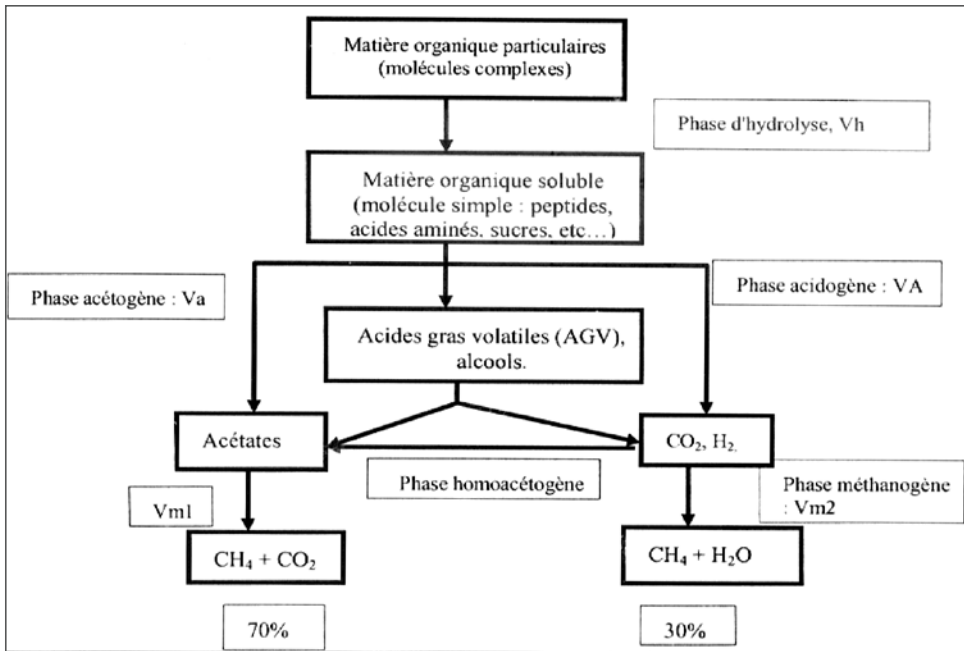 Matière organique particulaires
(molécules complexes)
Phase d'hydrolyse, Vh
Matière organique soluble
(molécule simple : peptides,
acides aminés, sucres, etc…)
Phase acétogène : Va
Phase acidogène : VA
Acides gras volatiles (AGV),
alcools.
Acétates
CO₂, H₂.
Phase homoacétogène
Phase méthanogène
: Vm2
Vm1
CH₄ + CO₂
CH₄ + H₂O
70%
30%